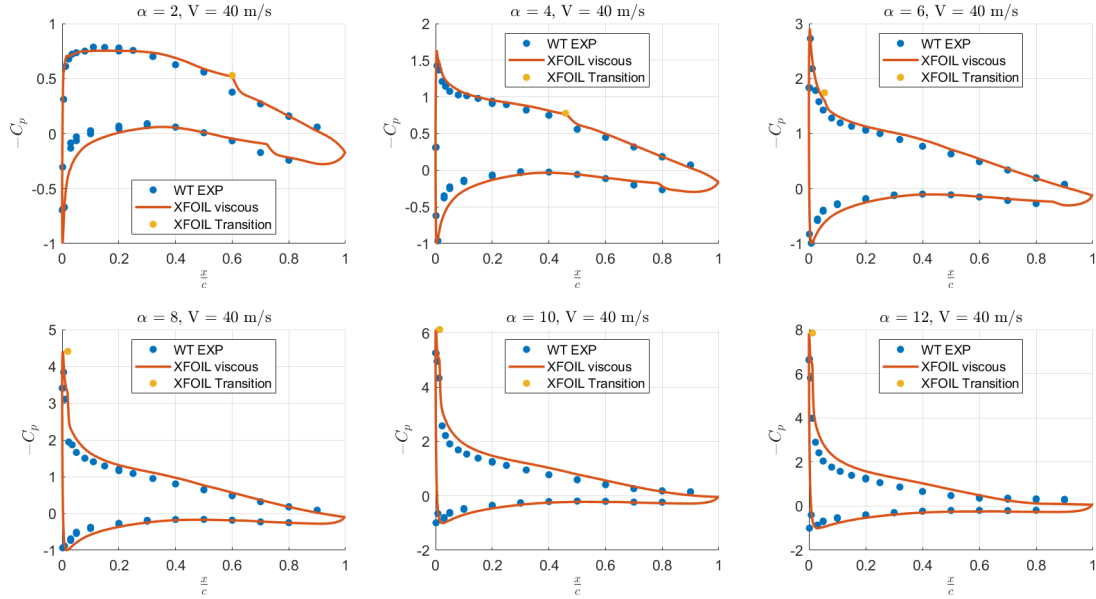 α = 2, V = 40 m/s
1
0.5
0
-0.5
-1
−Cp
WT EXP
XFOIL viscous
XFOIL Transition
0 0.2 0.4 0.6 0.8 1
x
c
α = 4, V = 40 m/s
2
1.5
1
0.5
0
-0.5
-1
−Cp
WT EXP
XFOIL viscous
XFOIL Transition
0 0.2 0.4 0.6 0.8 1
x
c
α = 6, V = 40 m/s
3
2
1
0
-1
−Cp
WT EXP
XFOIL viscous
XFOIL Transition
0 0.2 0.4 0.6 0.8 1
x
c
α = 8, V = 40 m/s
5
4
3
2
1
0
-1
−Cp
WT EXP
XFOIL viscous
XFOIL Transition
0 0.2 0.4 0.6 0.8 1
x
c
α = 10, V = 40 m/s
6
4
2
0
-2
−Cp
WT EXP
XFOIL viscous
XFOIL Transition
0 0.2 0.4 0.6 0.8 1
x
c
α = 12, V = 40 m/s
8
6
4
2
0
-2
−Cp
WT EXP
XFOIL viscous
XFOIL Transition
0 0.2 0.4 0.6 0.8 1
x
c